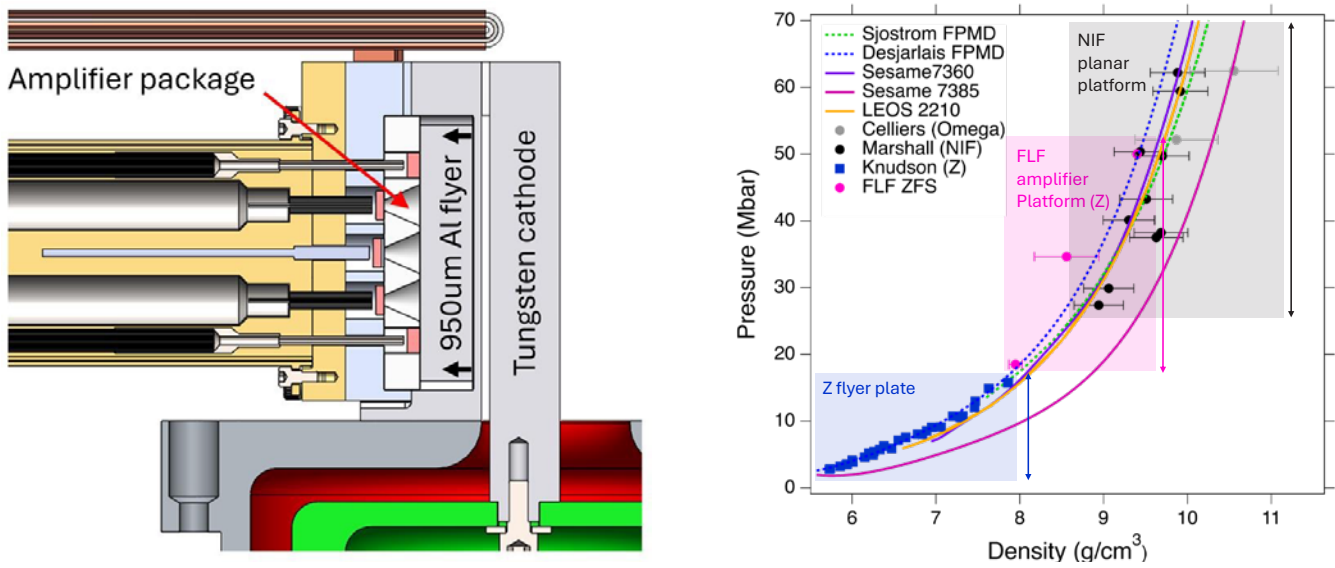 Amplifier package
950um Al flyer
Tungsten cathode
Pressure (Mbar)
70
60
50
40
30
20
10
0
Sjostrom FPMD
Desjarlais FPMD
Sesame7360
Sesame 7385
LEOS 2210
Celliers (Omega)
Marshall (NIF)
Knudson (Z)
FLF ZFS
NIF
planar
platform
FLF
amplifier
Platform (Z)
Z flyer plate
6
7
8
9
10
11
Density (g/cm³)